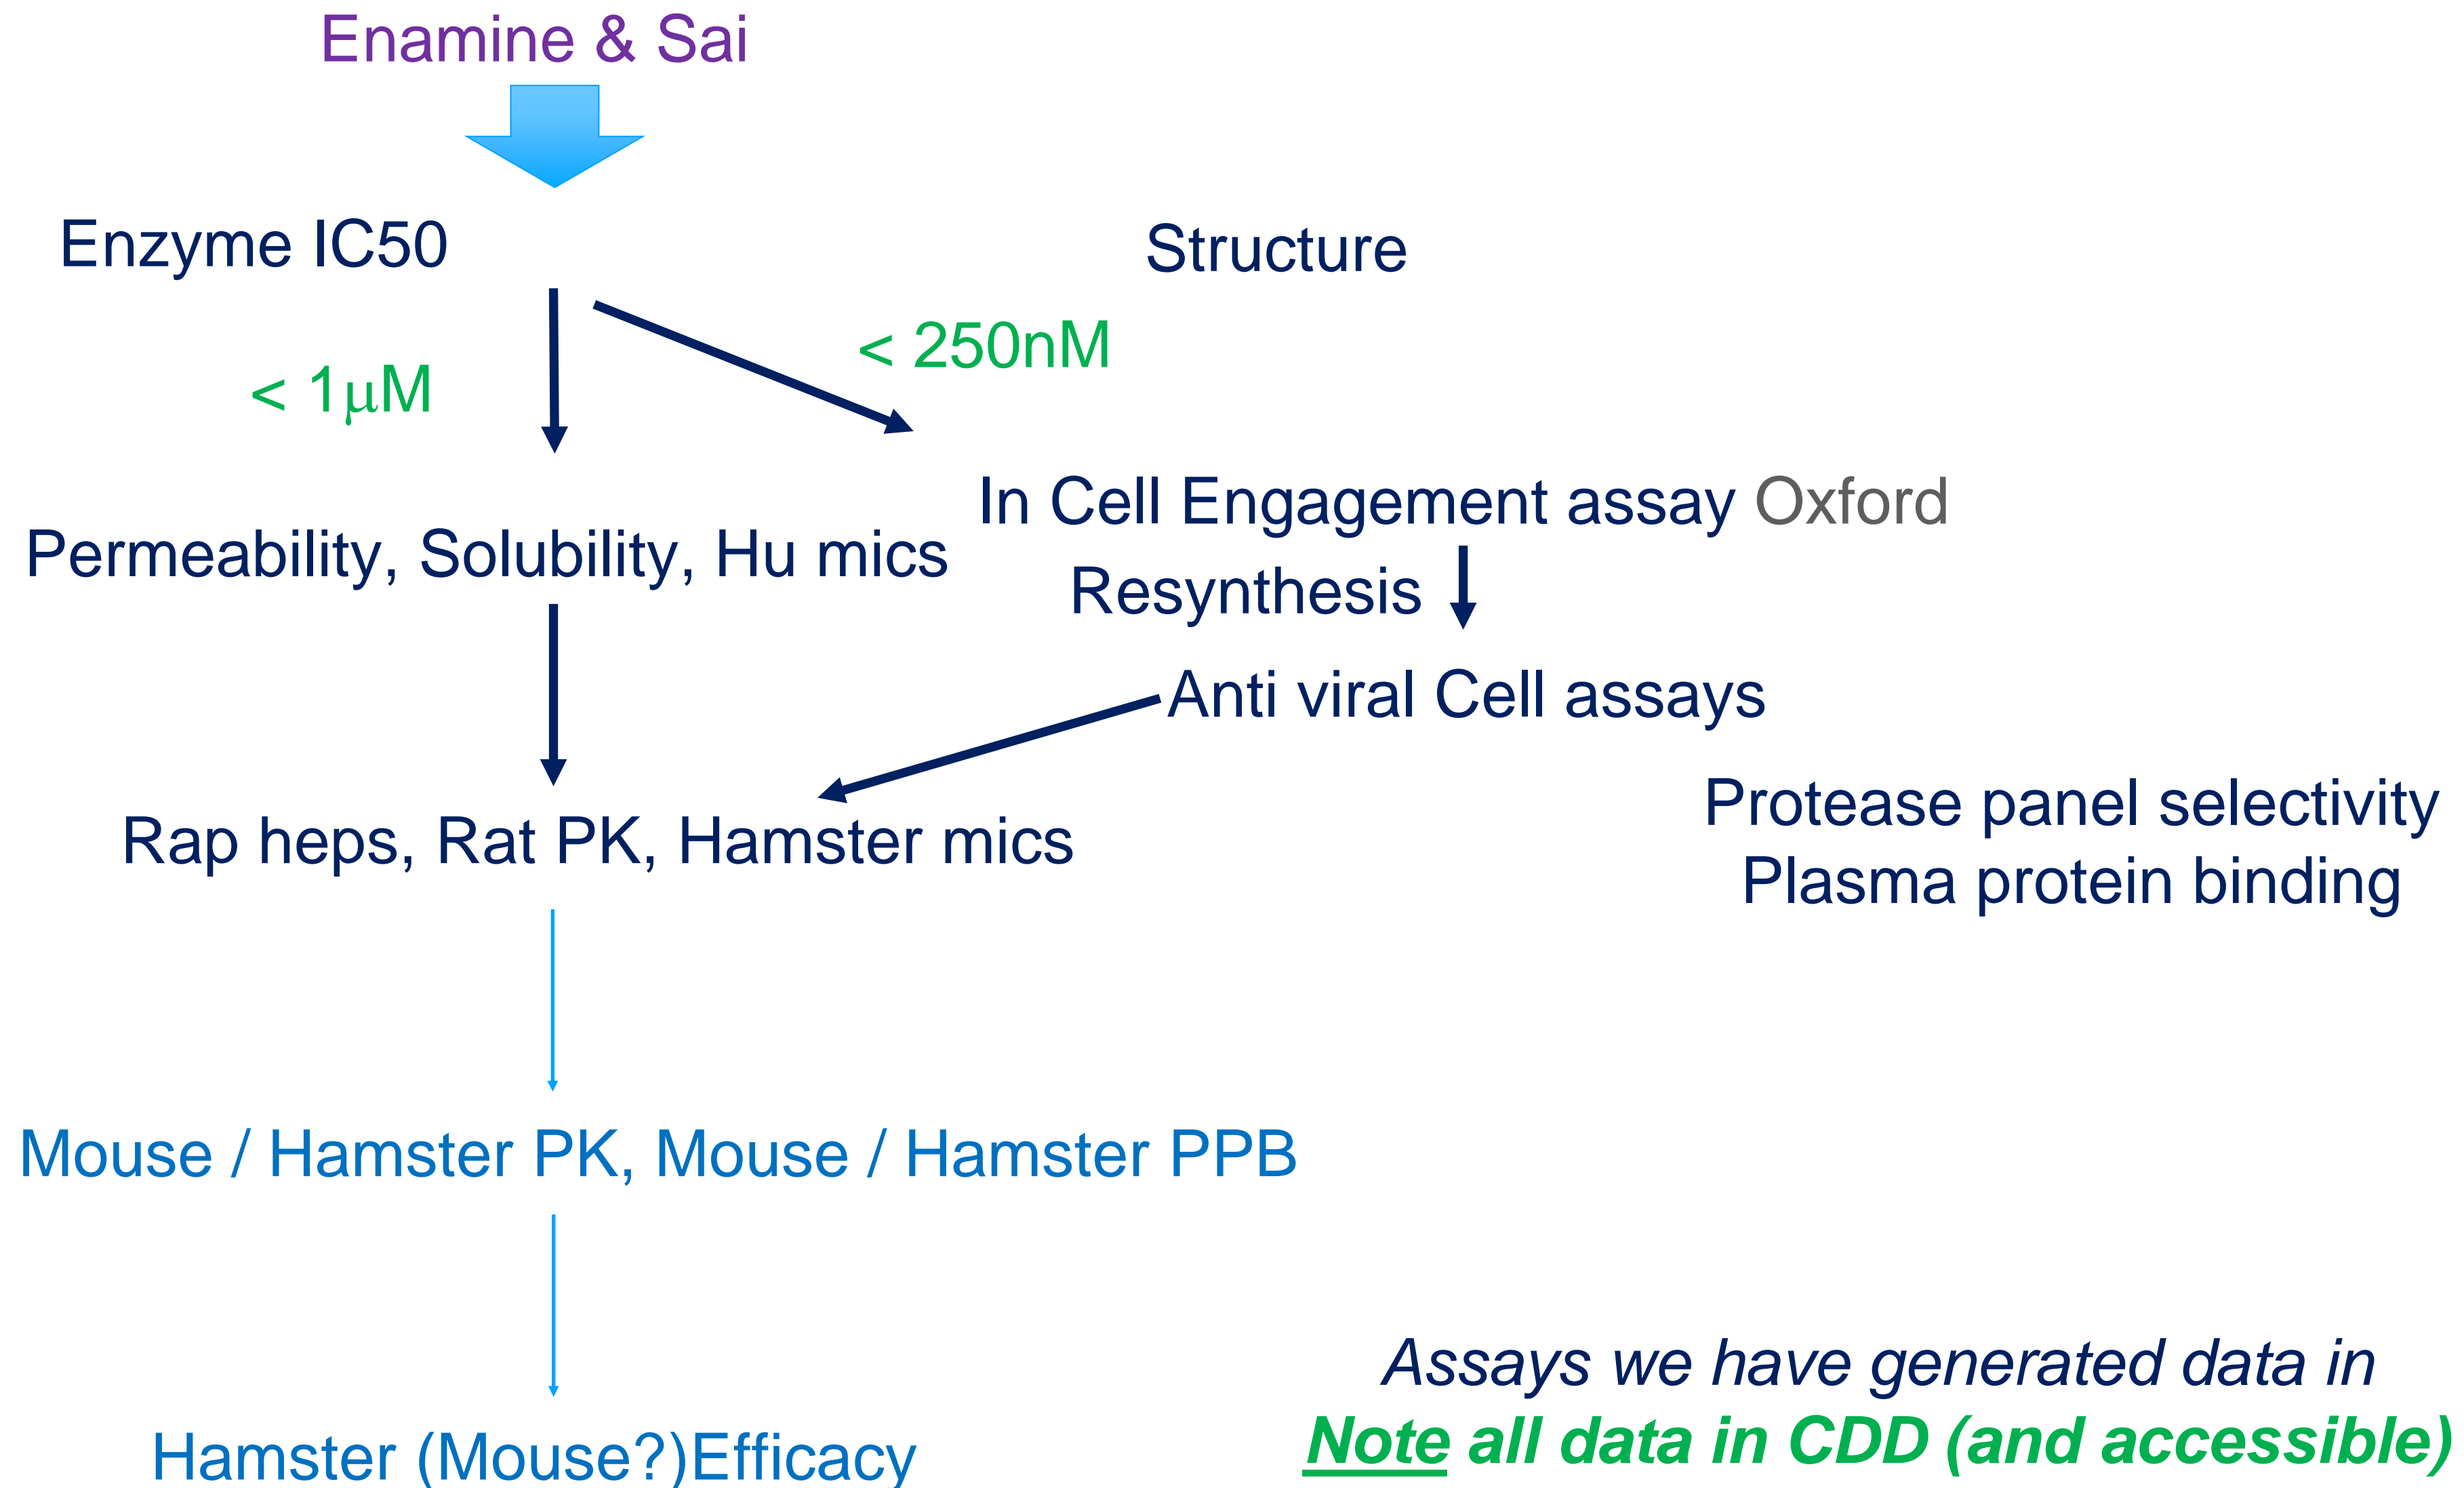 Enamine & Sai
Enzyme IC50
Structure
< 250nM
< 1μM
In Cell Engagement assay Oxford
Permeability, Solubility, Hu mics
Resynthesis
Anti viral Cell assays
Protease panel selectivity
Rap heps, Rat PK, Hamster mics
Plasma protein binding
Mouse / Hamster PK, Mouse / Hamster PPB
Assays we have generated data in
Note all data in CDD (and accessible)
Hamster (Mouse?)Efficacy